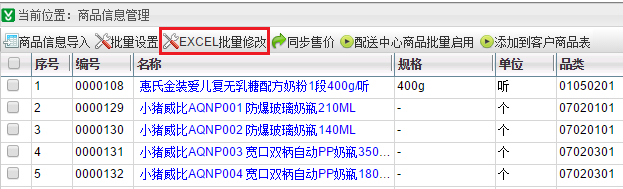 当前位置：商品信息管理
商品信息导入 批量设置 EXCEL批量修改 同步售价 配送中心商品批量启用 添加到客户商品表
序号 编号 名称 规格 单位 品类
1 0000108 惠氏金装爱儿复无乳糖配方奶粉1段400g/听 400g 听 01050201
2 0000129 小猪威比AQNP001 防爆玻璃奶瓶210ML - 个 07020101
3 0000130 小猪威比AQNP002 防爆玻璃奶瓶140ML - 个 07020101
4 0000131 小猪威比AQNP003 宽口双柄自动PP奶瓶350... - 个 07020301
5 0000132 小猪威比AQNP004 宽口双柄自动PP奶瓶180... - 个 07020301